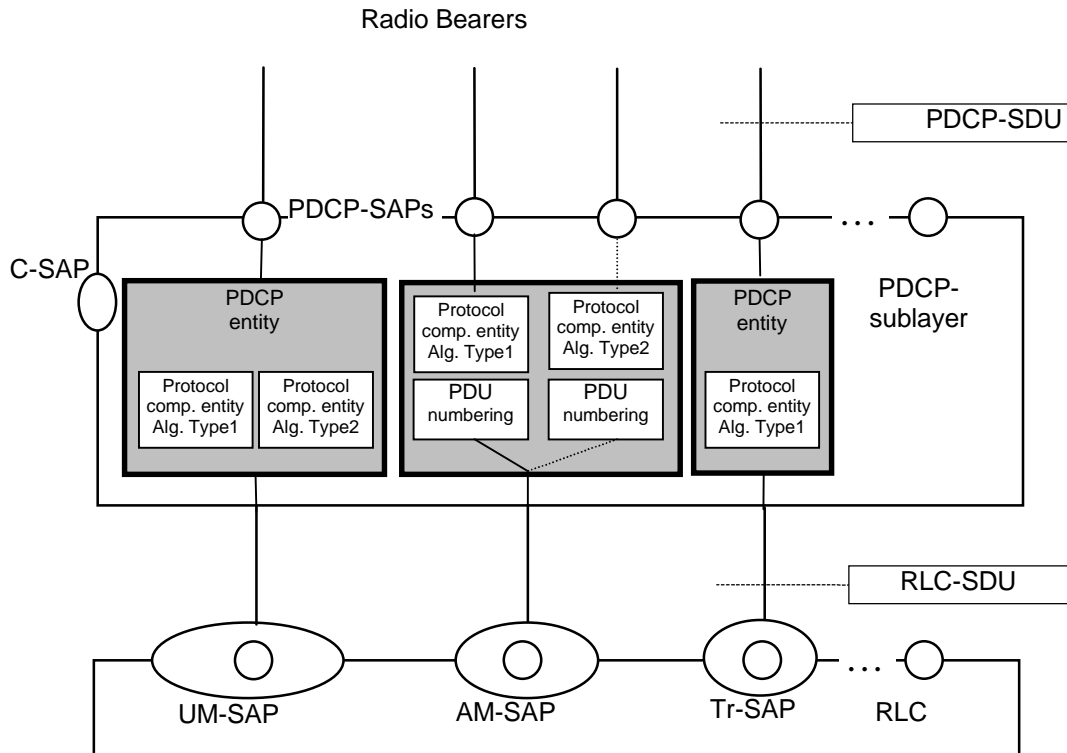 Radio Bearers
PDCP-SDU
PDCP-SAPs
...
C-SAP
PDCP
entity
Protocol
comp. entity
Alg. Type1
Protocol
comp. entity
Alg. Type2
Protocol
comp. entity
Alg. Type1
PDU
numbering
Protocol
comp. entity
Alg. Type2
PDU
numbering
PDCP
entity
Protocol
comp. entity
Alg. Type1
PDCP-
sublayer
RLC-SDU
...
UM-SAP
AM-SAP
Tr-SAP
RLC